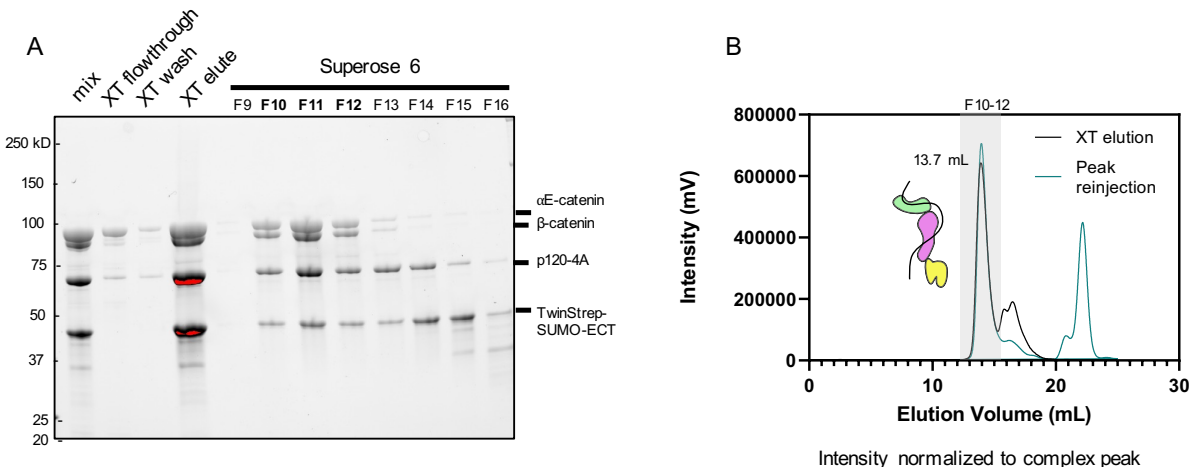 A
mix
XT flowthrough
XT wash
XT elute
Superose 6
F9 F10 F11 F12 F13 F14 F15 F16
250 kD
150
100
75
50
37
25
20
αE-catenin
β-catenin
p120-4A
TwinStrep-
SUMO-ECT
B
F10-12
800000
600000
400000
200000
0
Intensity (mV)
13.7 mL
XT elution
Peak
reinjection
0 10 20 30
Elution Volume (mL)
Intensity normalized to complex peak